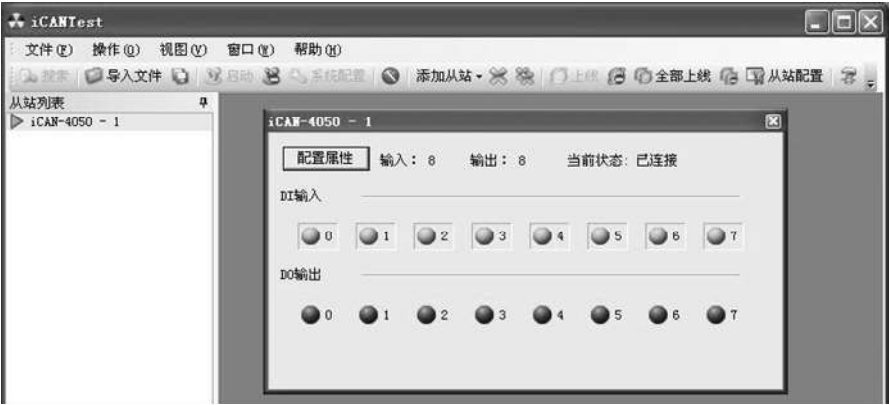 iCANTest
文件(F) 操作(O) 视图(V) 窗口(W) 帮助(H)
搜索 导入文件 启动 系统配置 添加从站 上线 全部上线 从站配置
从站列表
iCAN-4050 - 1
iCAN-4050 - 1
配置属性 输入: 8 输出: 8 当前状态: 已连接
DI输入
0 1 2 3 4 5 6 7
DO输出
0 1 2 3 4 5 6 7